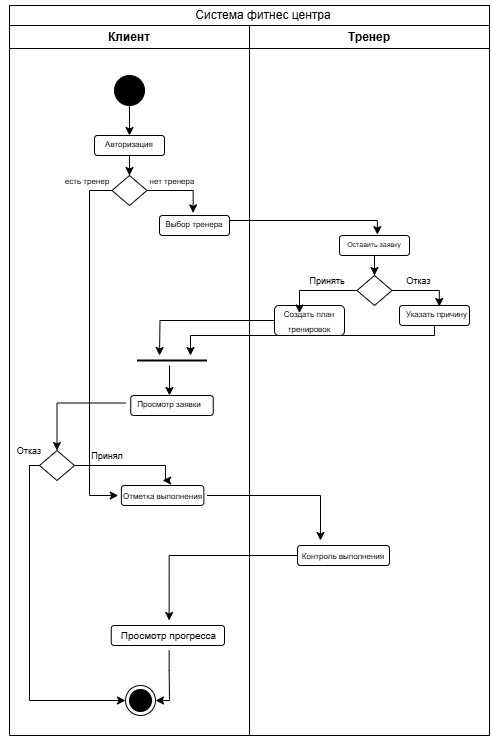 Система фитнес центра
Клиент
Тренер
Авторизация
есть тренер
нет тренера
Выбор тренера
Оставить заявку
Принять
Отказ
Создать план
тренировок
Указать причину
Просмотр заявки
Отказ
Принял
Отметка выполнения
Контроль выполнения
Просмотр прогресса